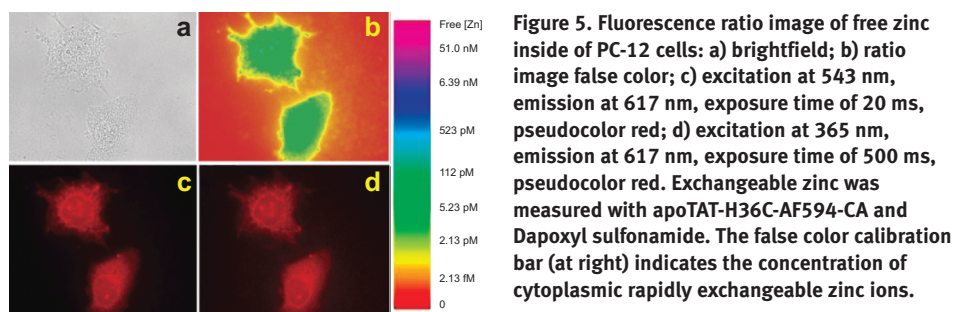 a
b
c
d
Free [Zn]
51.0 nM
6.39 nM
523 pM
112 pM
5.23 pM
2.13 pM
2.13 fM
0
Figure 5. Fluorescence ratio image of free zinc
inside of PC-12 cells: a) brightfield; b) ratio
image false color; c) excitation at 543 nm,
emission at 617 nm, exposure time of 20 ms,
pseudocolor red; d) excitation at 365 nm,
emission at 617 nm, exposure time of 500 ms,
pseudocolor red. Exchangeable zinc was
measured with apoTAT-H36C-AF594-CA and
Dapoxyl sulfonamide. The false color calibration
bar (at right) indicates the concentration of
cytoplasmic rapidly exchangeable zinc ions.